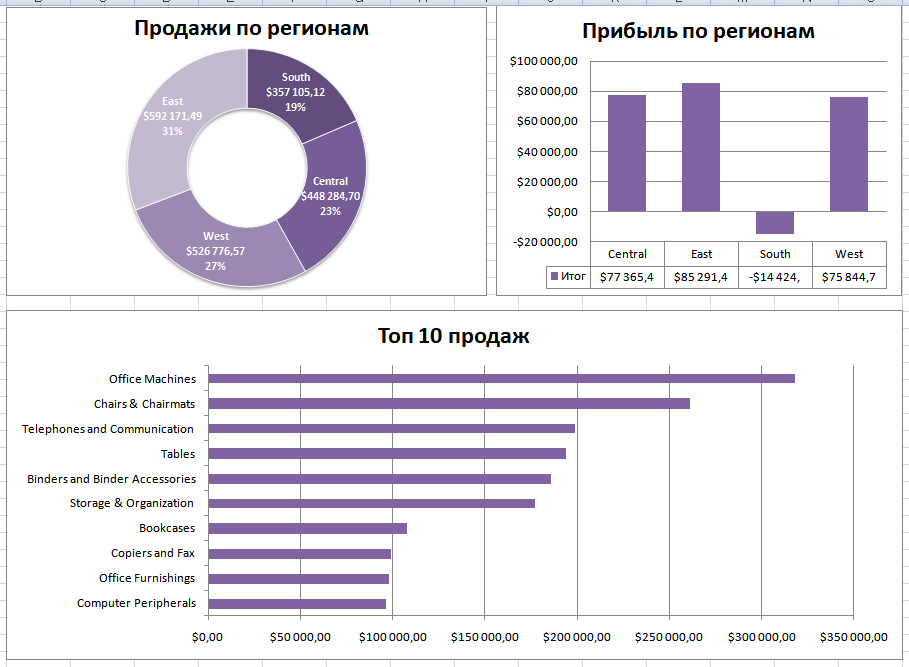 Продажи по регионам
South
$357 105,12
19%
East
$592 171,49
31%
Central
$448 284,70
23%
West
$526 776,57
27%
Прибыль по регионам
$100 000,00
$80 000,00
$60 000,00
$40 000,00
$20 000,00
$0,00
-$20 000,00
Central East South West
Итог $77 365,4 $85 291,4 -$14 424, $75 844,7
Топ 10 продаж
Office Machines
Chairs & Chairmats
Telephones and Communication
Tables
Binders and Binder Accessories
Storage & Organization
Bookcases
Copiers and Fax
Office Furnishings
Computer Peripherals
$0,00 $50 000,00 $100 000,00 $150 000,00 $200 000,00 $250 000,00 $300 000,00 $350 000,00